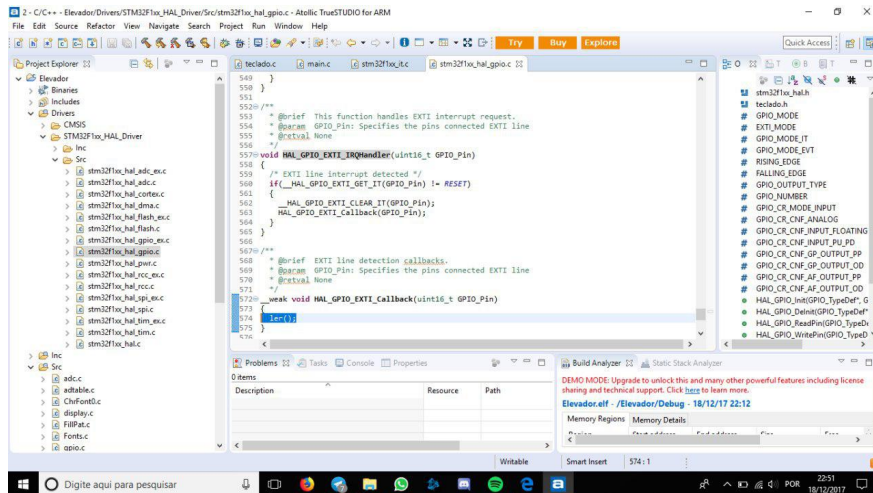 2 - C/C++ - Elevador/Drivers/STM32F1xx_HAL_Driver/Src/stm32f1xx_hal_gpio.c - Atollic TrueSTUDIO for ARM
File Edit Source Refactor View Navigate Search Project Run Window Help
Try Buy Explore
Quick Access
Project Explorer
Elevador
Binaries
Includes
Drivers
CMSIS
STM32F1xx_HAL_Driver
Inc
Src
stm32f1xx_hal_adc_ex.c
stm32f1xx_hal_adc.c
stm32f1xx_hal_cortex.c
stm32f1xx_hal_dma.c
stm32f1xx_hal_flash_ex.c
stm32f1xx_hal_flash.c
stm32f1xx_hal_gpio_ex.c
stm32f1xx_hal_gpio.c
stm32f1xx_hal_pwr.c
stm32f1xx_hal_rcc_ex.c
stm32f1xx_hal_rcc.c
stm32f1xx_hal_spi_ex.c
stm32f1xx_hal_spi.c
stm32f1xx_hal_tim_ex.c
stm32f1xx_hal_tim.c
stm32f1xx_hal.c
Inc
Src
adc.c
adtable.c
ChrFont0.c
display.c
FillPat.c
Fonts.c
gpio.c
teclado.c main.c stm32f1xx_it.c stm32f1xx_hal_gpio.c
549 }
550 }
551
552 /**
553 * @brief This function handles EXTI interrupt request.
554 * @param GPIO_Pin: Specifies the pins connected EXTI line
555 * @retval None
556 */
557 void HAL_GPIO_EXTI_IRQHandler(uint16_t GPIO_Pin)
558 {
559 /* EXTI line interrupt detected */
560 if(__HAL_GPIO_EXTI_GET_IT(GPIO_Pin) != RESET)
561 {
562 __HAL_GPIO_EXTI_CLEAR_IT(GPIO_Pin);
563 HAL_GPIO_EXTI_Callback(GPIO_Pin);
564 }
565 }
566
567 /**
568 * @brief EXTI line detection callbacks.
569 * @param GPIO_Pin: Specifies the pins connected EXTI line
570 * @retval None
571 */
572 __weak void HAL_GPIO_EXTI_Callback(uint16_t GPIO_Pin)
573 {
574 ler();
575 }
576
stm32f1xx_hal.h
teclado.h
GPIO_MODE
EXTI_MODE
GPIO_MODE_IT
GPIO_MODE_EVT
RISING_EDGE
FALLING_EDGE
GPIO_OUTPUT_TYPE
GPIO_NUMBER
GPIO_CR_MODE_INPUT
GPIO_CR_CNF_ANALOG
GPIO_CR_CNF_INPUT_FLOATING
GPIO_CR_CNF_INPUT_PU_PD
GPIO_CR_CNF_GP_OUTPUT_PP
GPIO_CR_CNF_GP_OUTPUT_OD
GPIO_CR_CNF_AF_OUTPUT_PP
GPIO_CR_CNF_AF_OUTPUT_OD
HAL_GPIO_Init(GPIO_TypeDef*, G
HAL_GPIO_DeInit(GPIO_TypeDef*
HAL_GPIO_ReadPin(GPIO_TypeDe
HAL_GPIO_WritePin(GPIO_TypeD
Problems Tasks Console Properties
0 items
Description Resource Path
Build Analyzer Static Stack Analyzer
DEMO MODE: Upgrade to unlock this and many other powerful features including license
sharing and technical support. Click here to learn more.
Elevador.elf - /Elevador/Debug - 18/12/17 22:12
Memory Regions Memory Details
Writable Smart Insert 574 : 1
Digite aqui para pesquisar
POR
22:51
18/12/2017